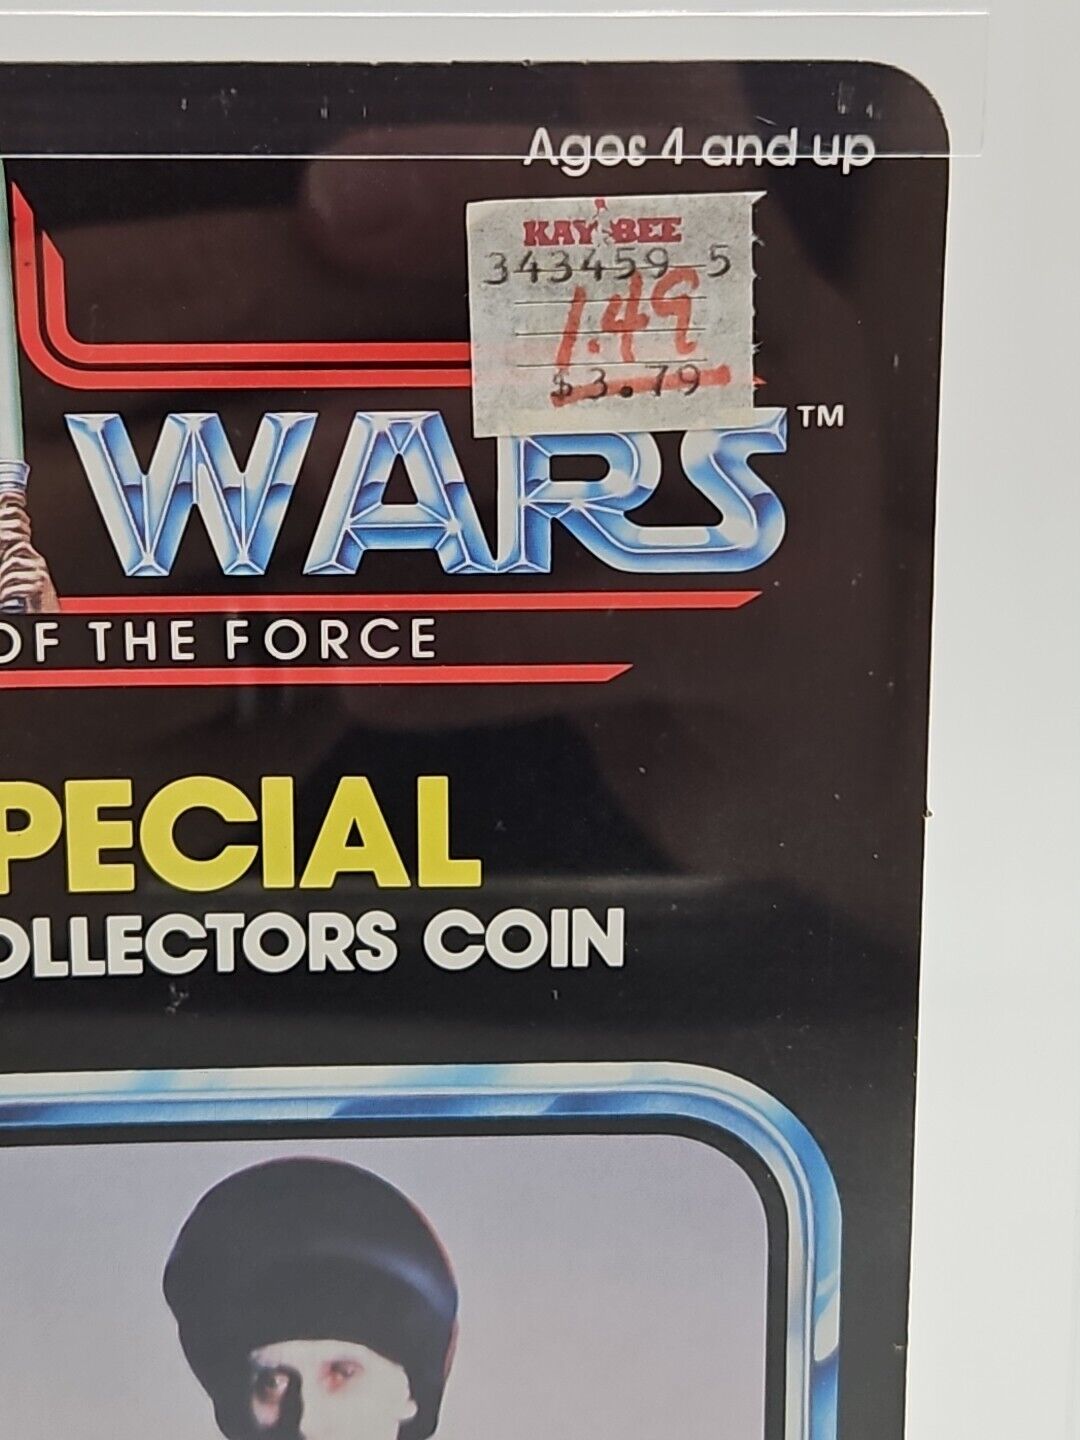 Ages 4 and up
KAY BEE
343459 5
1.49
$3.79
WARS™
OF THE FORCE
PECIAL
OLLECTORS COIN